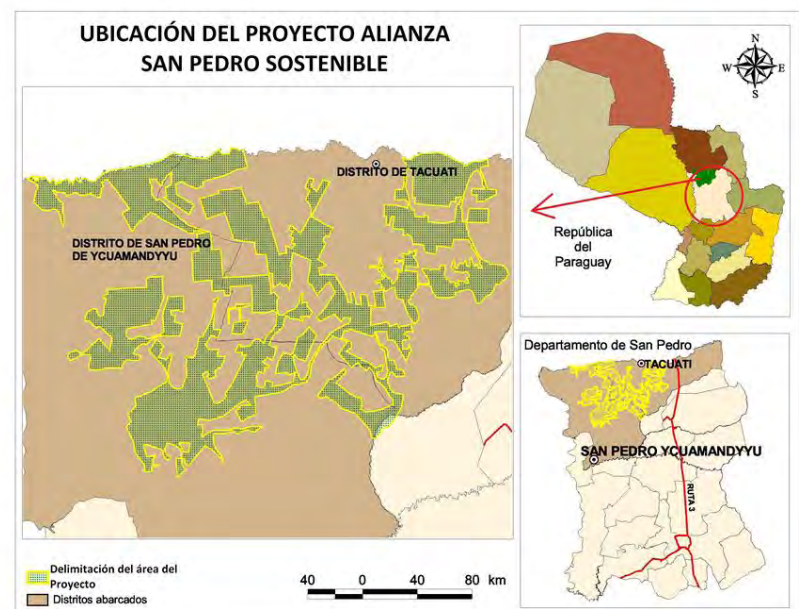 UBICACIÓN DEL PROYECTO ALIANZA
SAN PEDRO SOSTENIBLE
DISTRITO DE TACUATI
DISTRITO DE SAN PEDRO
DE YCUAMANDYYU
Delimitación del área del
Proyecto
Distritos abarcados
40 0 40 80 km
N
W E
S
República
del
Paraguay
Departamento de San Pedro
TACUATI
SAN PEDRO YCUAMANDYYU
RUTA 3